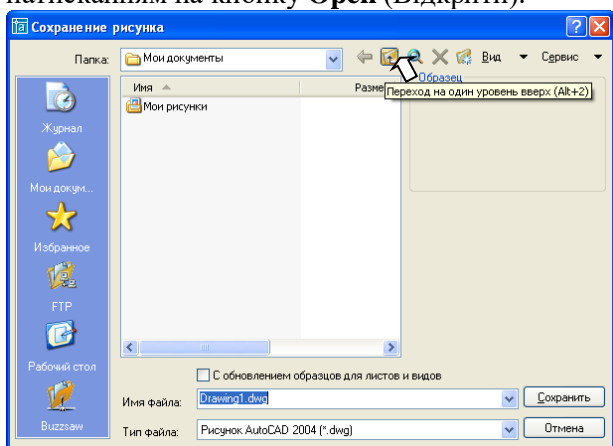 натисканням на кнопку Open (Відкрити).
Сохранение рисунка
Папка: Мои документы Вид Сервис
Имя Разме Образец
Переход на один уровень вверх (Alt+2)
Мои рисунки
Журнал
Мои докум...
Избранное
FTP
Рабочий стол
Buzzsaw
С обновлением образцов для листов и видов
Имя файла: Drawing1.dwg Сохранить
Тип файла: Рисунок AutoCAD 2004 (*.dwg) Отмена